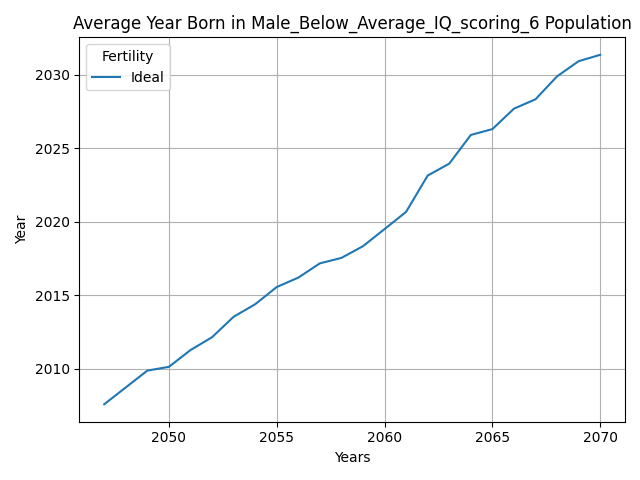 Average Year Born in Male_Below_Average_IQ_scoring_6 Population
Fertility
Ideal
2030
2025
2020
2015
2010
Year
2050 2055 2060 2065 2070
Years